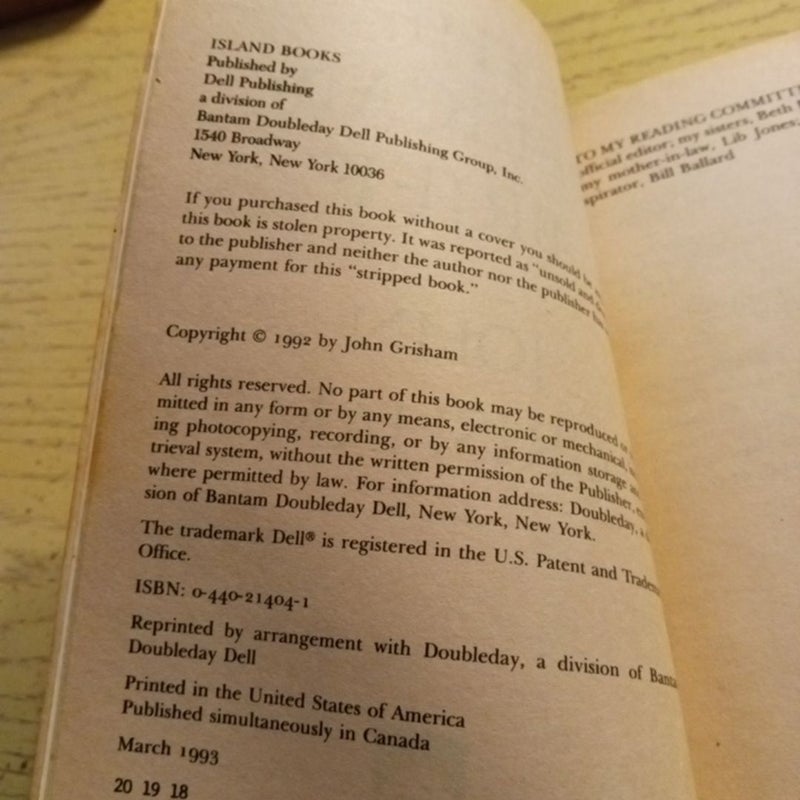 ISLAND BOOKS
Published by
Dell Publishing
a division of
Bantam Doubleday Dell Publishing Group, Inc.
1540 Broadway
New York, New York 10036
If you purchased this book without a cover you should be
this book is stolen property. It was reported as "unsold and
to the publisher and neither the author nor the publisher has
any payment for this "stripped book."
Copyright © 1992 by John Grisham
All rights reserved. No part of this book may be reproduced or
mitted in any form or by any means, electronic or mechanical,
ing photocopying, recording, or by any information storage
trieval system, without the written permission of the Publisher,
where permitted by law. For information address: Doubleday, a
sion of Bantam Doubleday Dell, New York, New York.
The trademark Dell® is registered in the U.S. Patent and
Office.
ISBN: 0-440-21404-1
Reprinted by arrangement with Doubleday, a division of
Doubleday Dell
Printed in the United States of America
Published simultaneously in Canada
March 1993
20 19 18
TO MY READING
official editor, my sisters, Beth
my mother-in-law, Lib Jones,
spirator, Bill Ballard